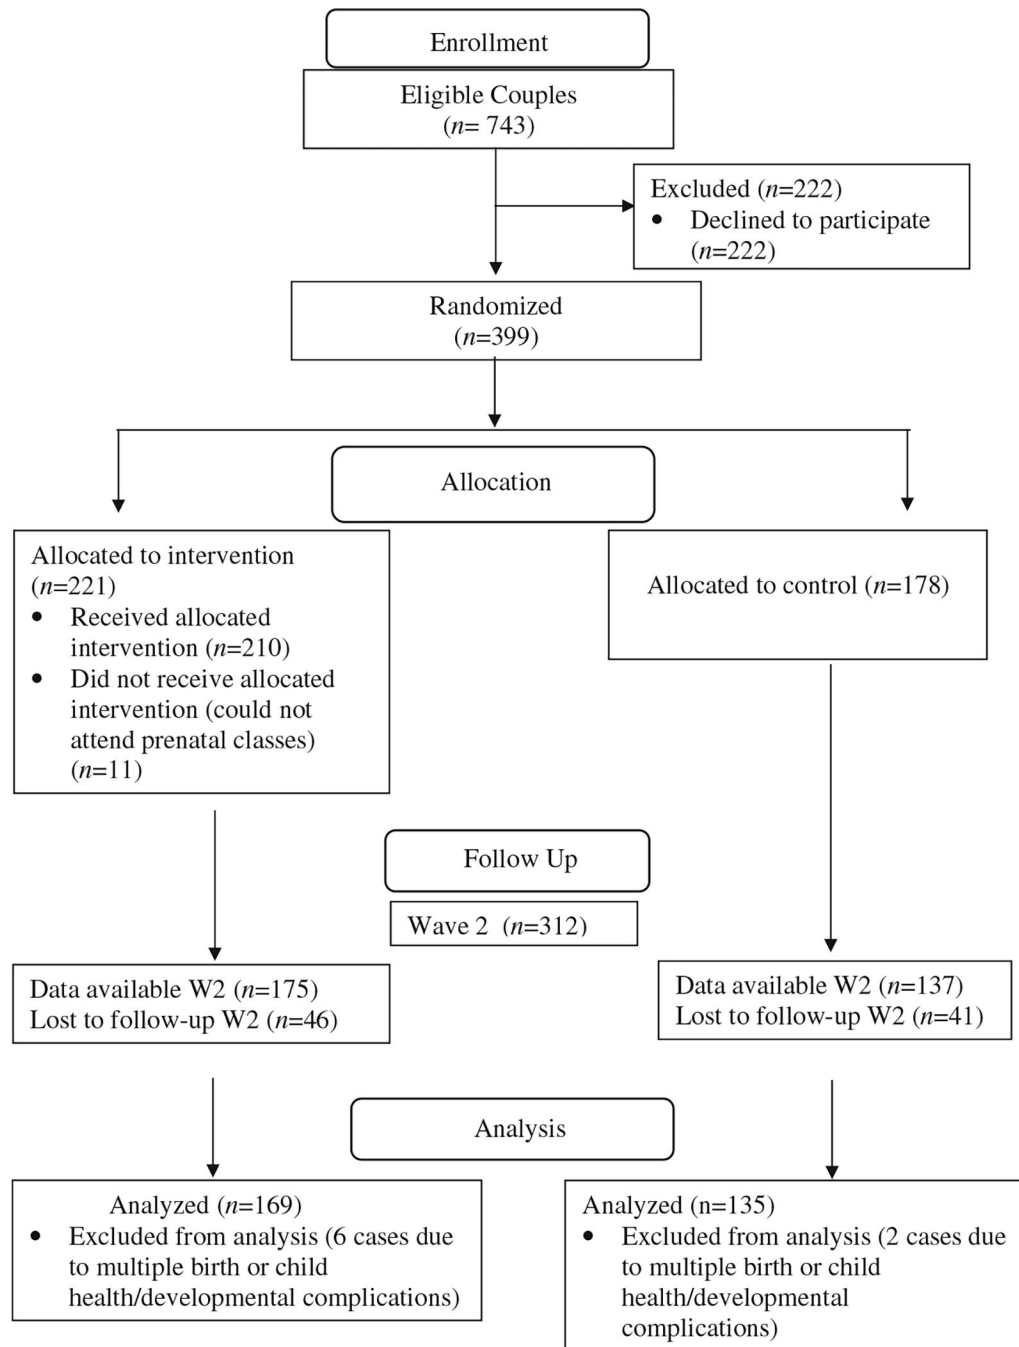 Enrollment
Eligible Couples
(n= 743)
Excluded (n=222)
• Declined to participate
(n=222)
Randomized
(n=399)
Allocation
Allocated to intervention
(n=221)
• Received allocated
intervention (n=210)
• Did not receive allocated
intervention (could not
attend prenatal classes)
(n=11)
Allocated to control (n=178)
Follow Up
Wave 2 (n=312)
Data available W2 (n=175)
Lost to follow-up W2 (n=46)
Data available W2 (n=137)
Lost to follow-up W2 (n=41)
Analysis
Analyzed (n=169)
• Excluded from analysis (6 cases due
to multiple birth or child
health/developmental complications)
Analyzed (n=135)
• Excluded from analysis (2 cases due
to multiple birth or child
health/developmental
complications)